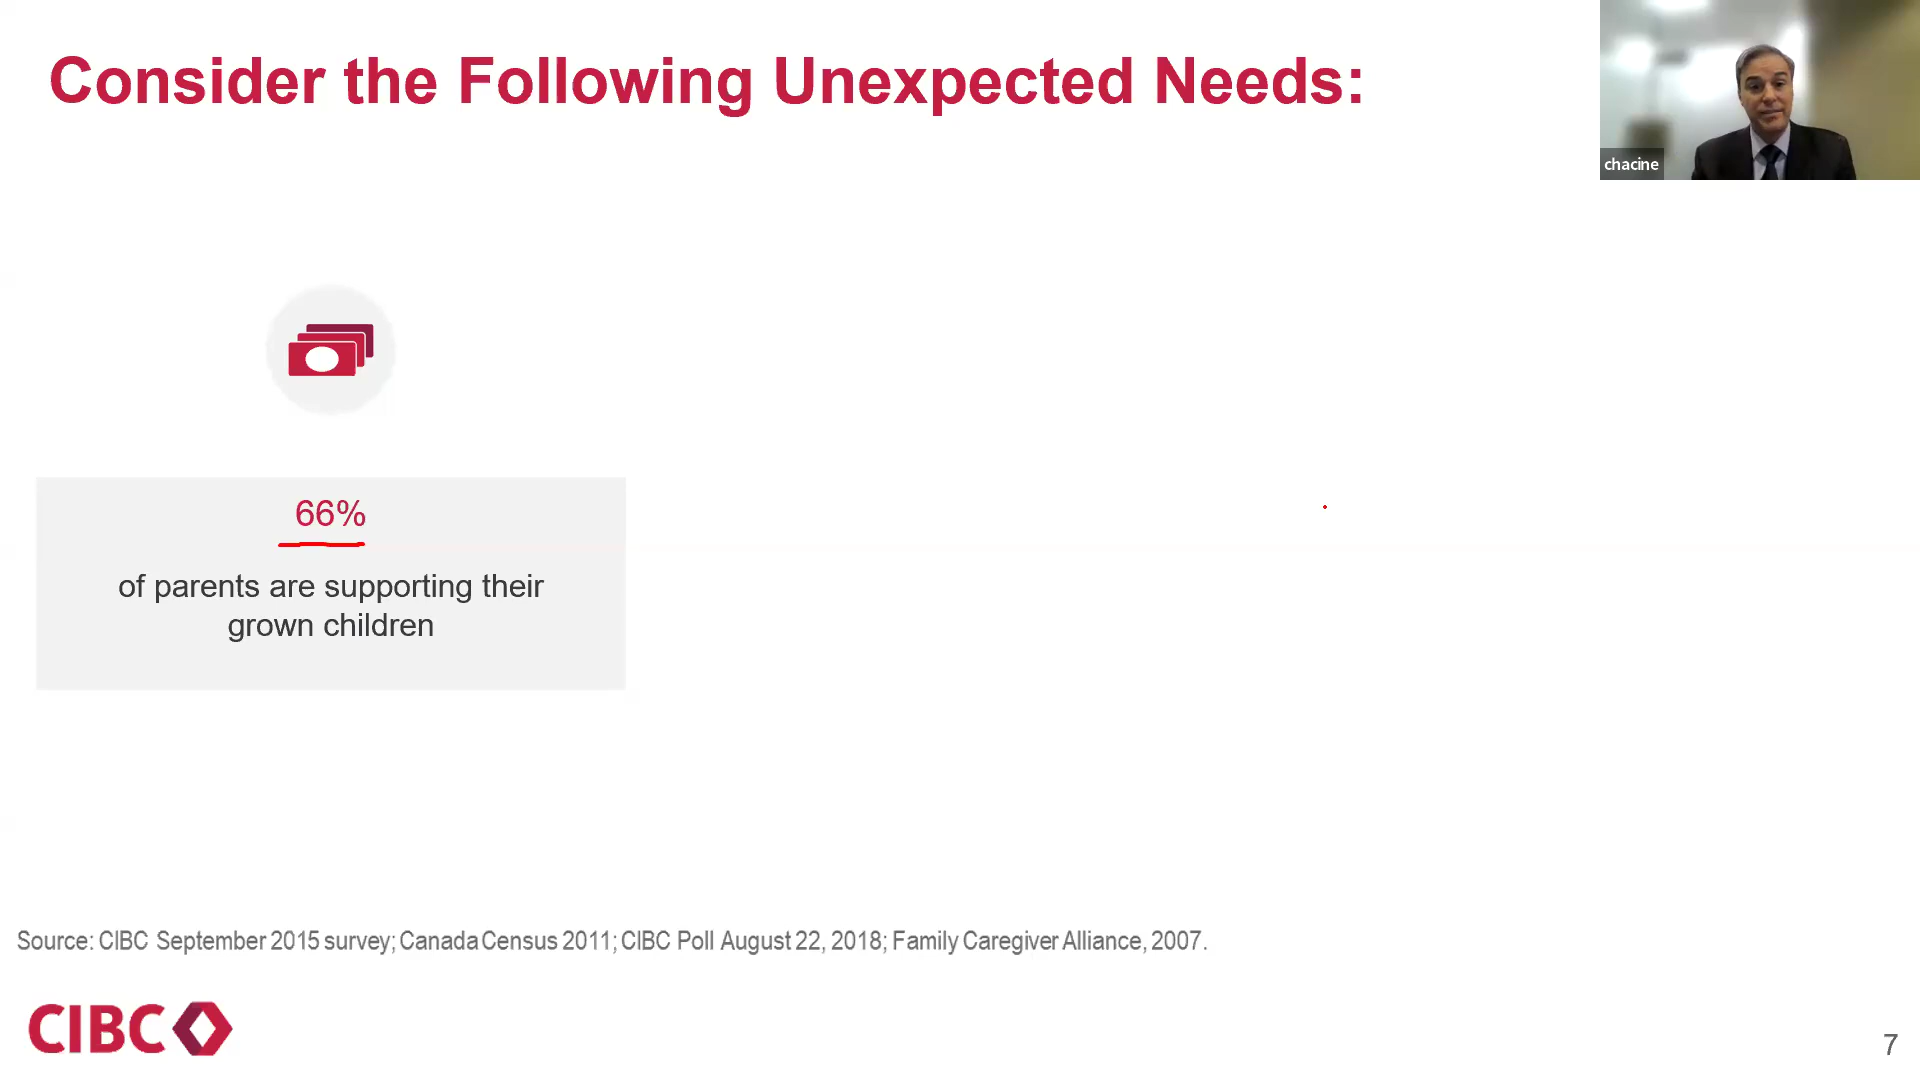 Consider the Following Unexpected Needs:
chacine
66%
of parents are supporting their
grown children
Source: CIBC September 2015 survey; Canada Census 2011; CIBC Poll August 22, 2018; Family Caregiver Alliance, 2007.
CIBC
7